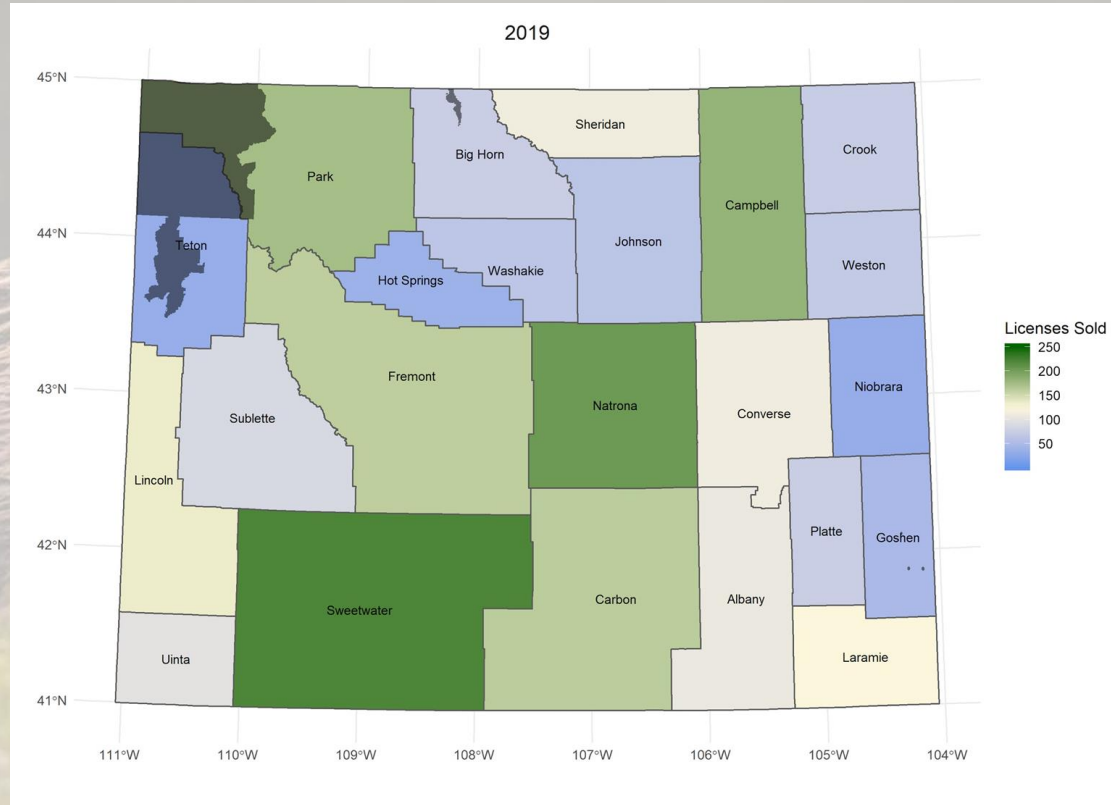 2019
45°N
44°N
43°N
42°N
41°N
Sheridan
Crook
Big Horn
Park
Campbell
Johnson
Teton
Weston
Washakie
Hot Springs
Fremont
Niobrara
Natrona
Converse
Sublette
Lincoln
Platte
Goshen
Carbon
Albany
Sweetwater
Laramie
Uinta
Licenses Sold
250
200
150
100
50
111°W
110°W
109°W
108°W
107°W
106°W
105°W
104°W